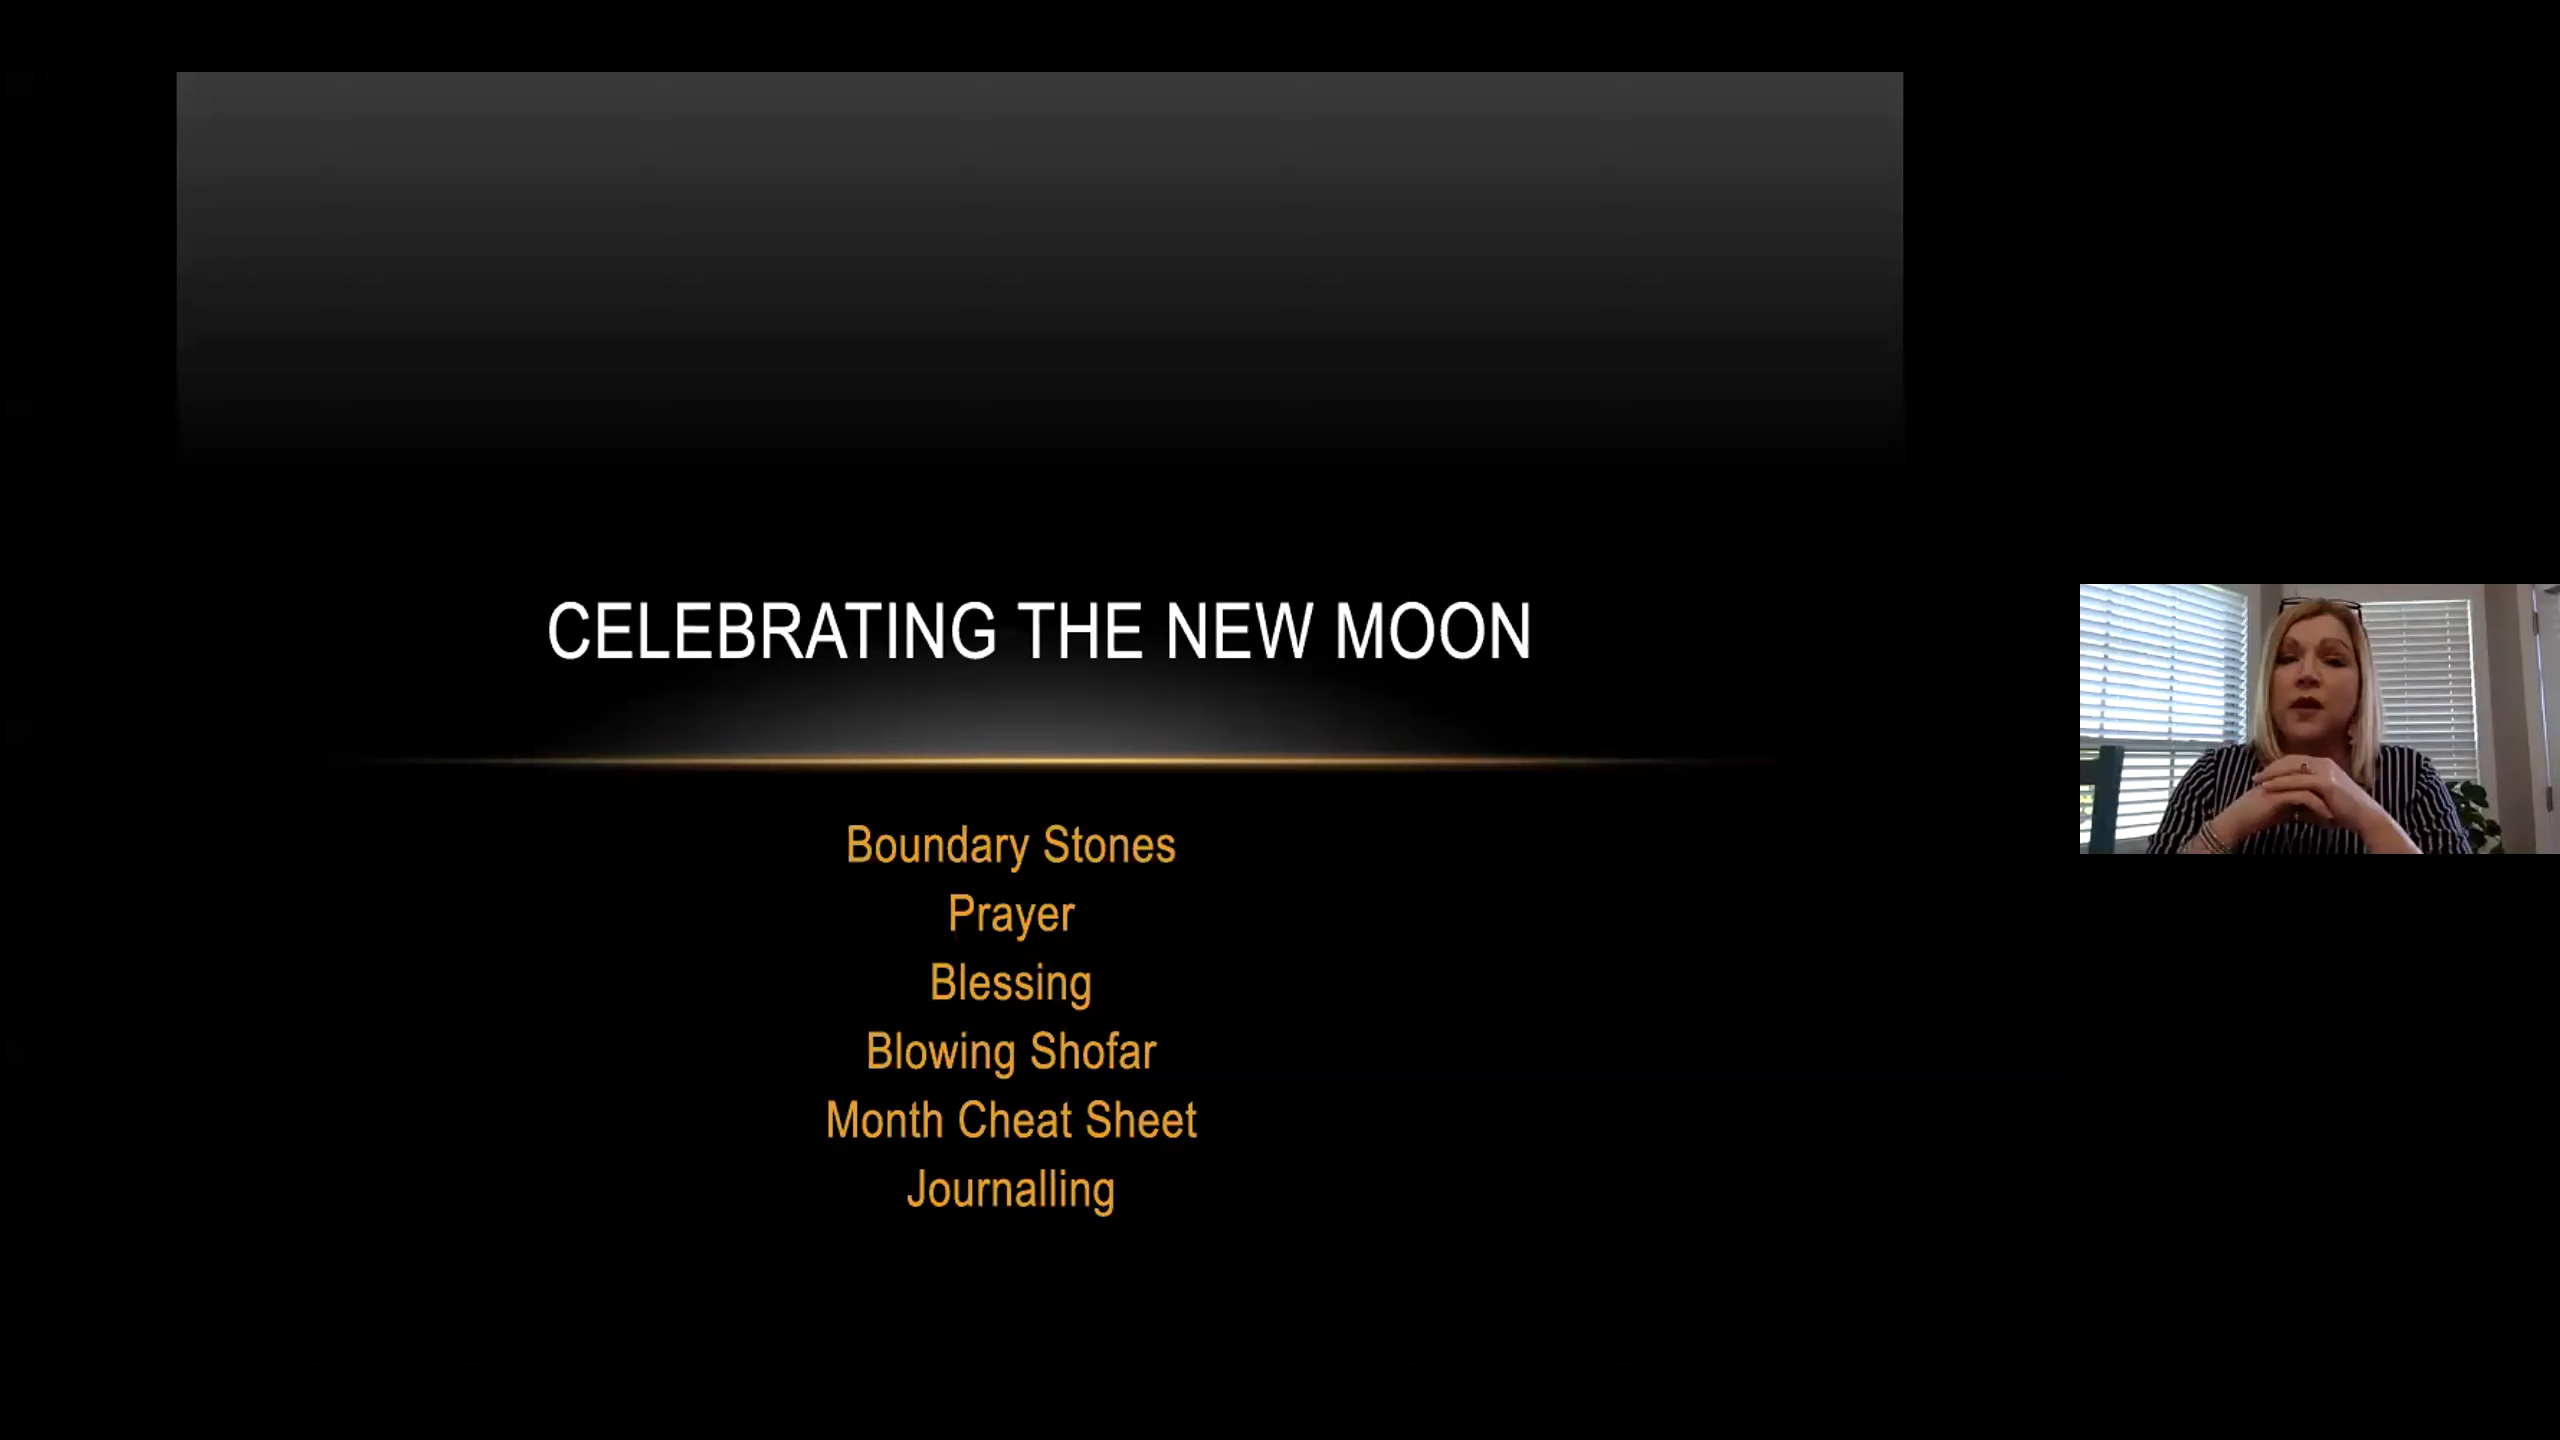 CELEBRATING THE NEW MOON
Boundary Stones
Prayer
Blessing
Blowing Shofar
Month Cheat Sheet
Journalling